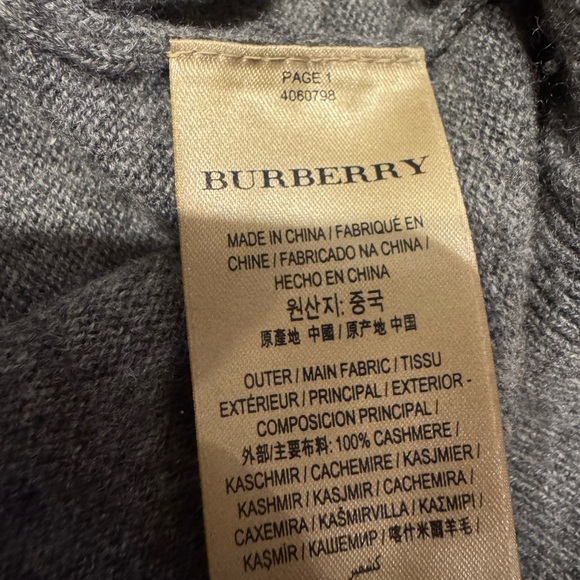 PAGE 1
4060798
BURBERRY
MADE IN CHINA / FABRIQUÉ EN
CHINE / FABRICADO NA CHINA /
HECHO EN CHINA
원산지: 중국
原產地 中國 / 原产地 中国
OUTER / MAIN FABRIC / TISSU
EXTÉRIEUR / PRINCIPAL / EXTERIOR -
COMPOSICION PRINCIPAL /
外部/主要布料: 100% CASHMERE /
KASCHMIR / CACHEMIRE / KASJMIER /
KASHMIR / KASJMIR / CACHEMIRA /
CAXEMIRA / KAŠMIRVILLA / ΚΑΣΜΙΡΙ /
KAŞMİR / КАШЕМИР / 喀什米爾羊毛 /
كشمير